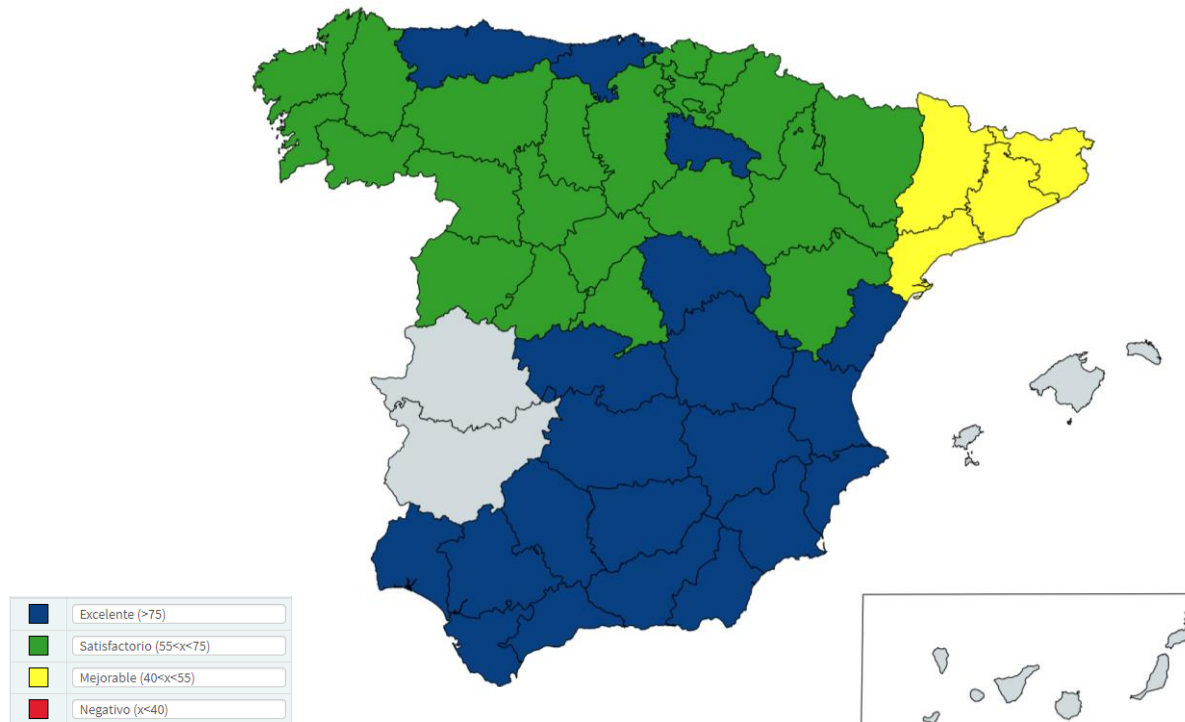 Excelente (>75)
Satisfactorio (55<x<75)
Mejorable (40<x<55)
Negativo (x<40)